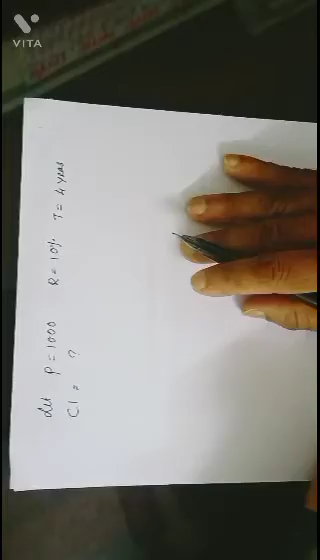 VITA
Let P = 1000 R = 10% T = 4 years
CI = ?